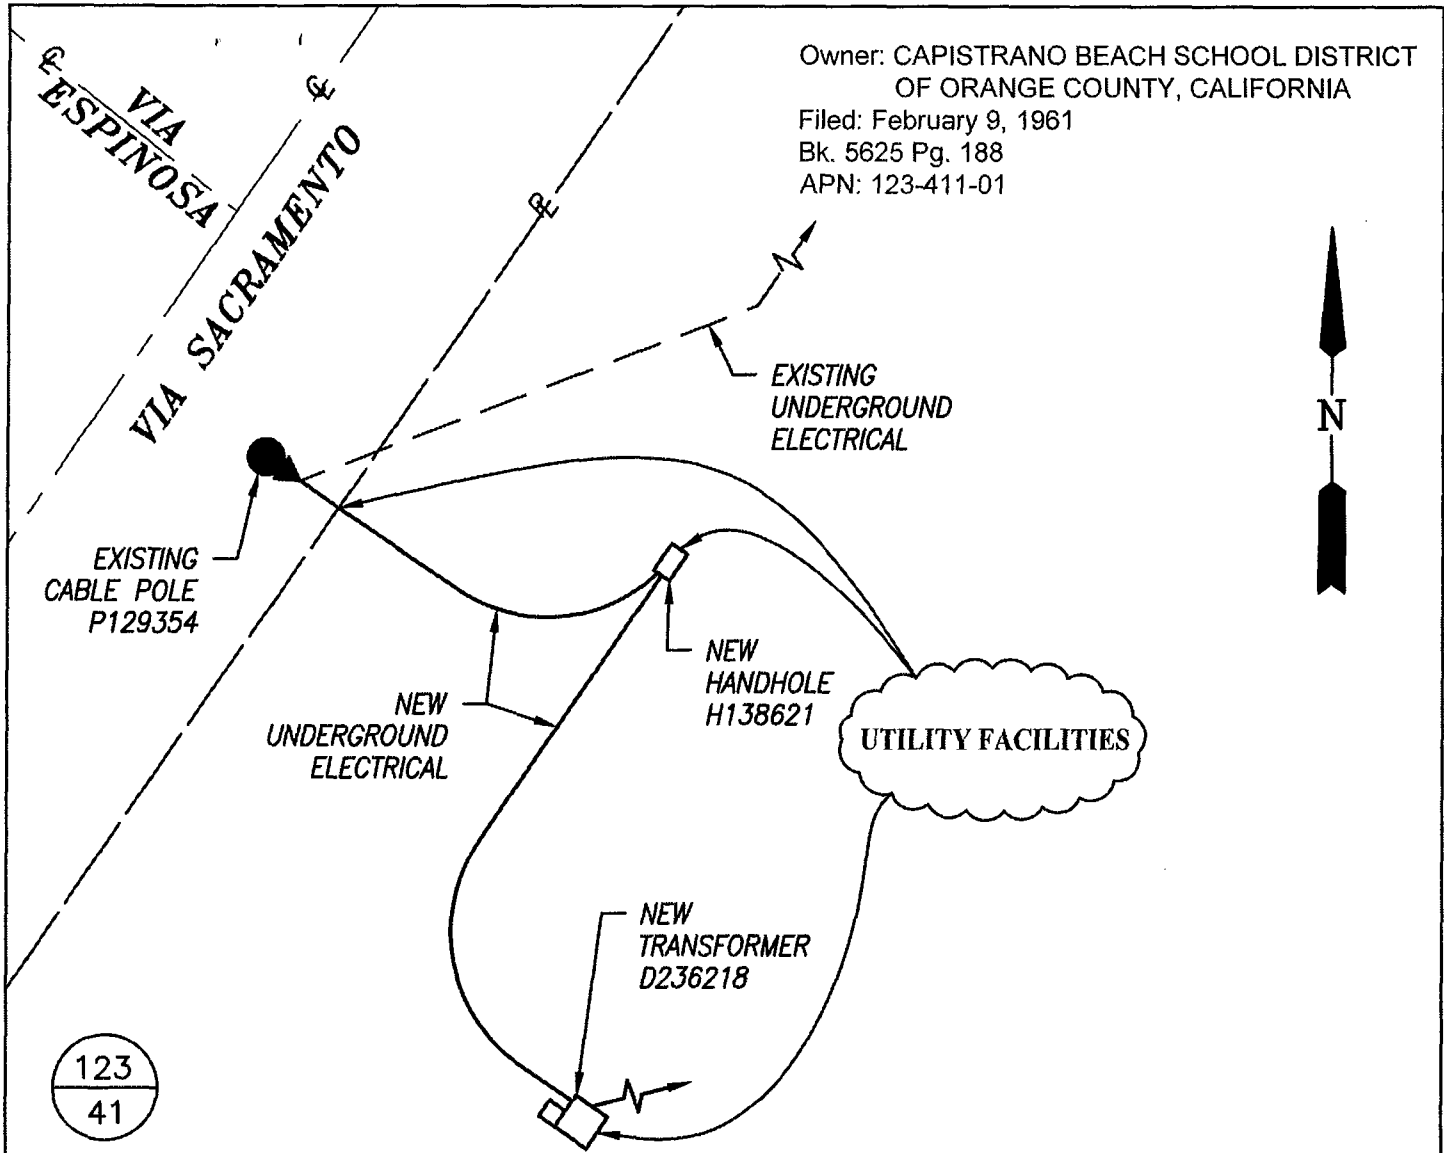 Owner: CAPISTRANO BEACH SCHOOL DISTRICT
OF ORANGE COUNTY, CALIFORNIA
Filed: February 9, 1961
Bk. 5625 Pg. 188
APN: 123-411-01
℄
VIA
ESPINOSA
℄
VIA SACRAMENTO
N
EXISTING
UNDERGROUND
ELECTRICAL
EXISTING
CABLE POLE
P129354
NEW
HANDHOLE
H138621
NEW
UNDERGROUND
ELECTRICAL
UTILITY FACILITIES
NEW
TRANSFORMER
D236218
123
41